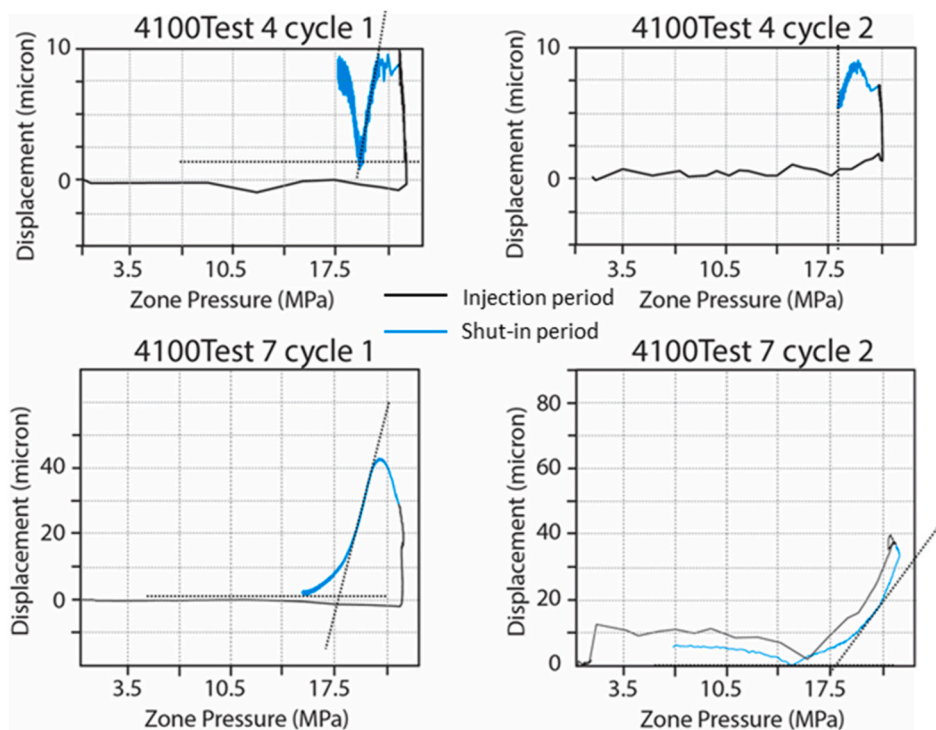 4100Test 4 cycle 1
4100Test 4 cycle 2
Displacement (micron)
10
0
3.5
10.5
17.5
Zone Pressure (MPa)
Displacement (micron)
10
0
3.5
10.5
17.5
Zone Pressure (MPa)
Injection period
Shut-in period
4100Test 7 cycle 1
4100Test 7 cycle 2
Displacement (micron)
40
20
0
3.5
10.5
17.5
Zone Pressure (MPa)
Displacement (micron)
80
60
40
20
0
3.5
10.5
17.5
Zone Pressure (MPa)